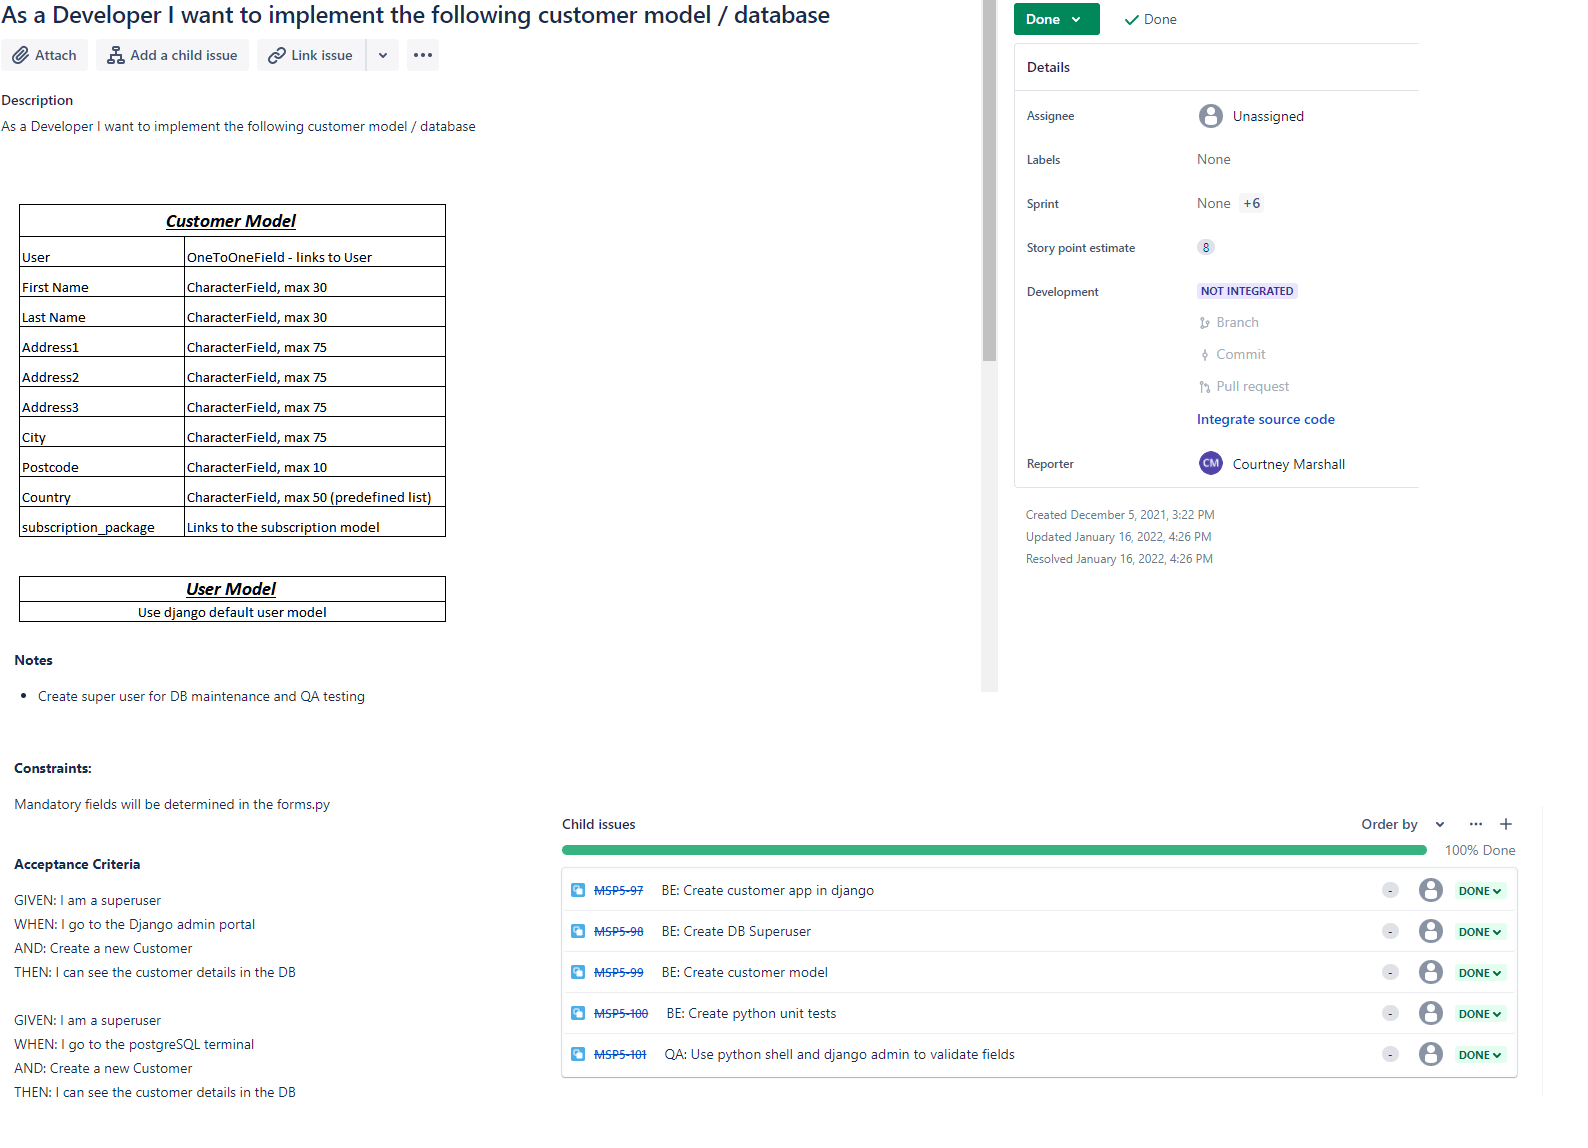 As a Developer I want to implement the following customer model / database
Attach
Add a child issue
Link issue
Description
As a Developer I want to implement the following customer model / database
Customer Model
User OneToOneField - links to User
First Name CharacterField, max 30
Last Name CharacterField, max 30
Address1 CharacterField, max 75
Address2 CharacterField, max 75
Address3 CharacterField, max 75
City CharacterField, max 75
Postcode CharacterField, max 10
Country CharacterField, max 50 (predefined list)
subscription_package Links to the subscription model
User Model
Use django default user model
Notes
• Create super user for DB maintenance and QA testing
Constraints:
Mandatory fields will be determined in the forms.py
Acceptance Criteria
GIVEN: I am a superuser
WHEN: I go to the Django admin portal
AND: Create a new Customer
THEN: I can see the customer details in the DB
GIVEN: I am a superuser
WHEN: I go to the postgreSQL terminal
AND: Create a new Customer
THEN: I can see the customer details in the DB
Done
Done
Details
Assignee Unassigned
Labels None
Sprint None +6
Story point estimate 8
Development NOT INTEGRATED
Branch
Commit
Pull request
Integrate source code
Reporter CM Courtney Marshall
Created December 5, 2021, 3:22 PM
Updated January 16, 2022, 4:26 PM
Resolved January 16, 2022, 4:26 PM
Child issues Order by ··· +
100% Done
MSP5-97 BE: Create customer app in django - DONE
MSP5-98 BE: Create DB Superuser - DONE
MSP5-99 BE: Create customer model - DONE
MSP5-100 BE: Create python unit tests - DONE
MSP5-101 QA: Use python shell and django admin to validate fields - DONE